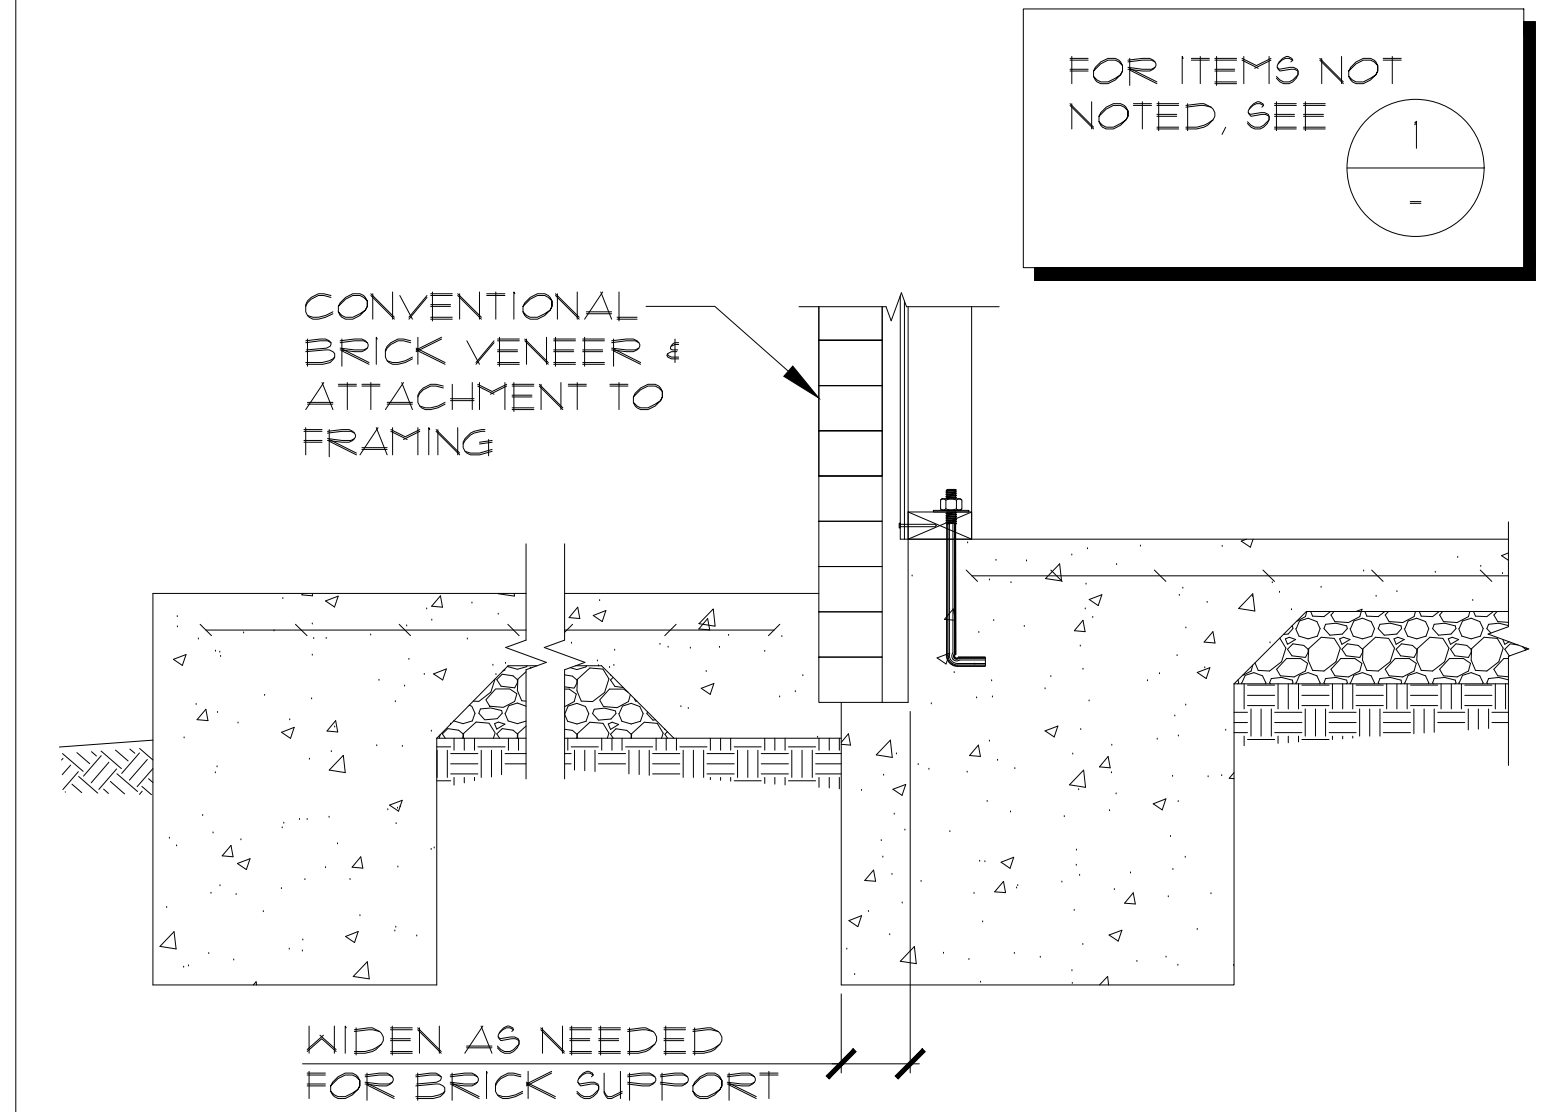 FOR ITEMS NOT
NOTED, SEE
1
-
CONVENTIONAL
BRICK VENEER &
ATTACHMENT TO
FRAMING
WIDEN AS NEEDED
FOR BRICK SUPPORT